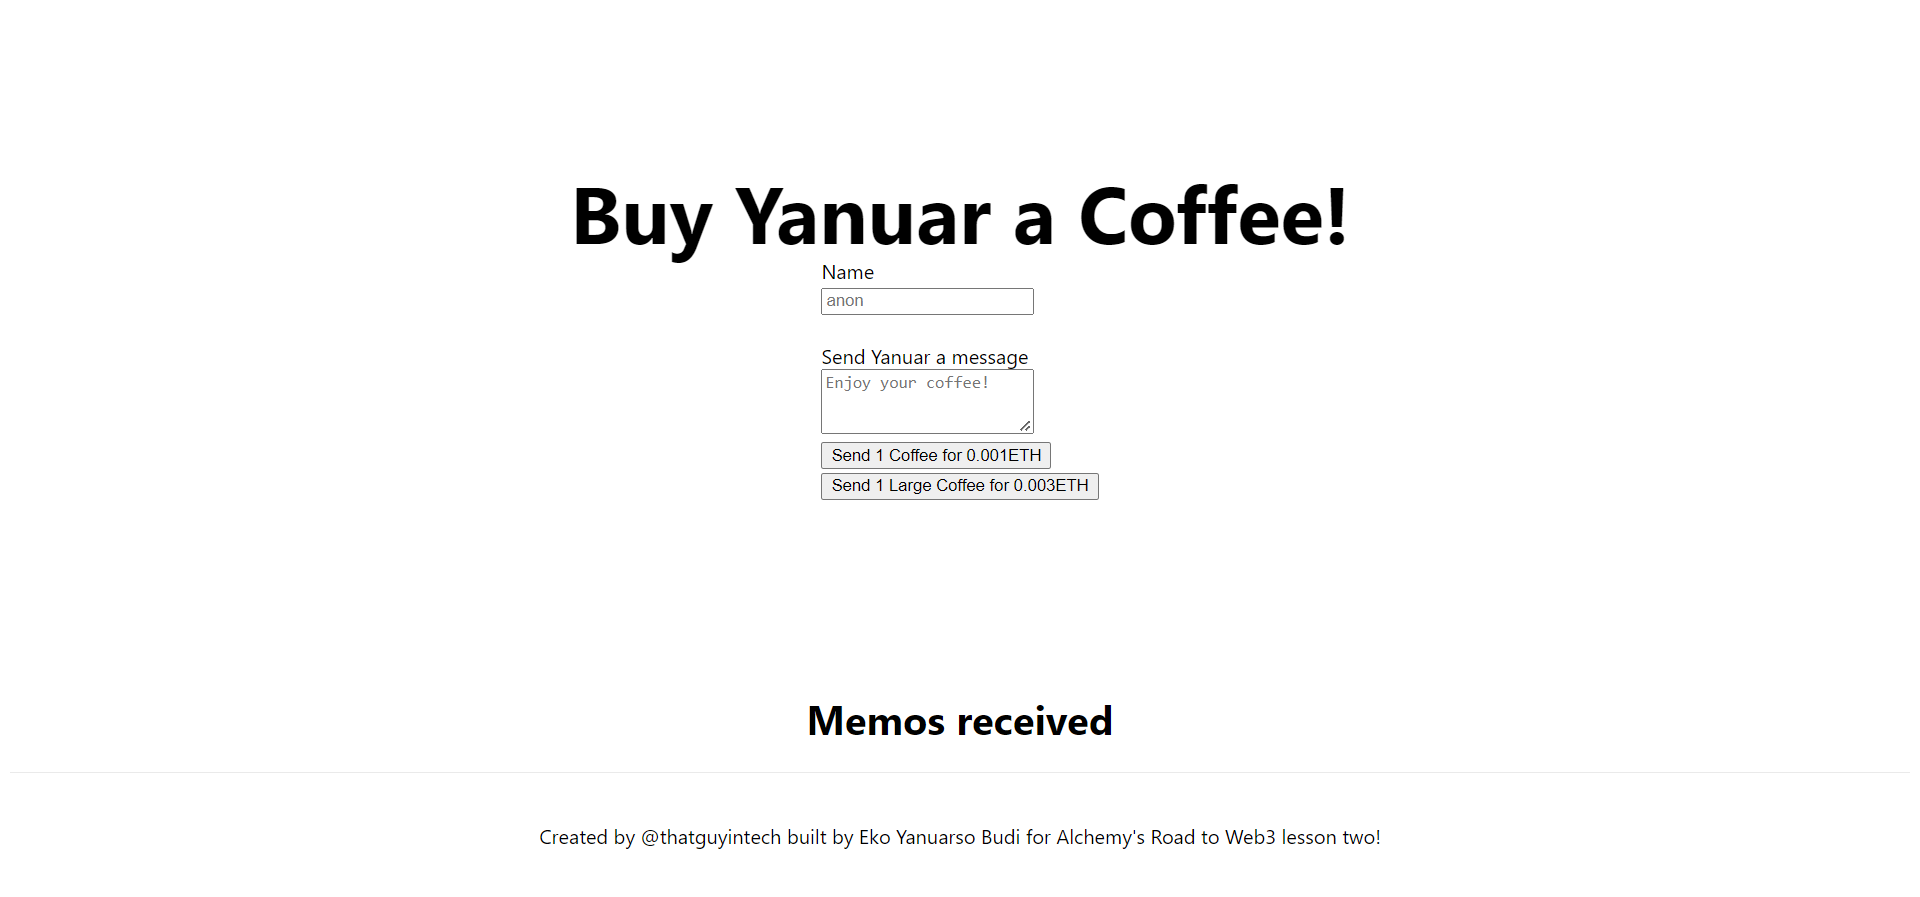 Buy Yanuar a Coffee!
Name
anon
Send Yanuar a message
Enjoy your coffee!
Send 1 Coffee for 0.001ETH
Send 1 Large Coffee for 0.003ETH
Memos received
Created by @thatguyintech built by Eko Yanuarso Budi for Alchemy's Road to Web3 lesson two!